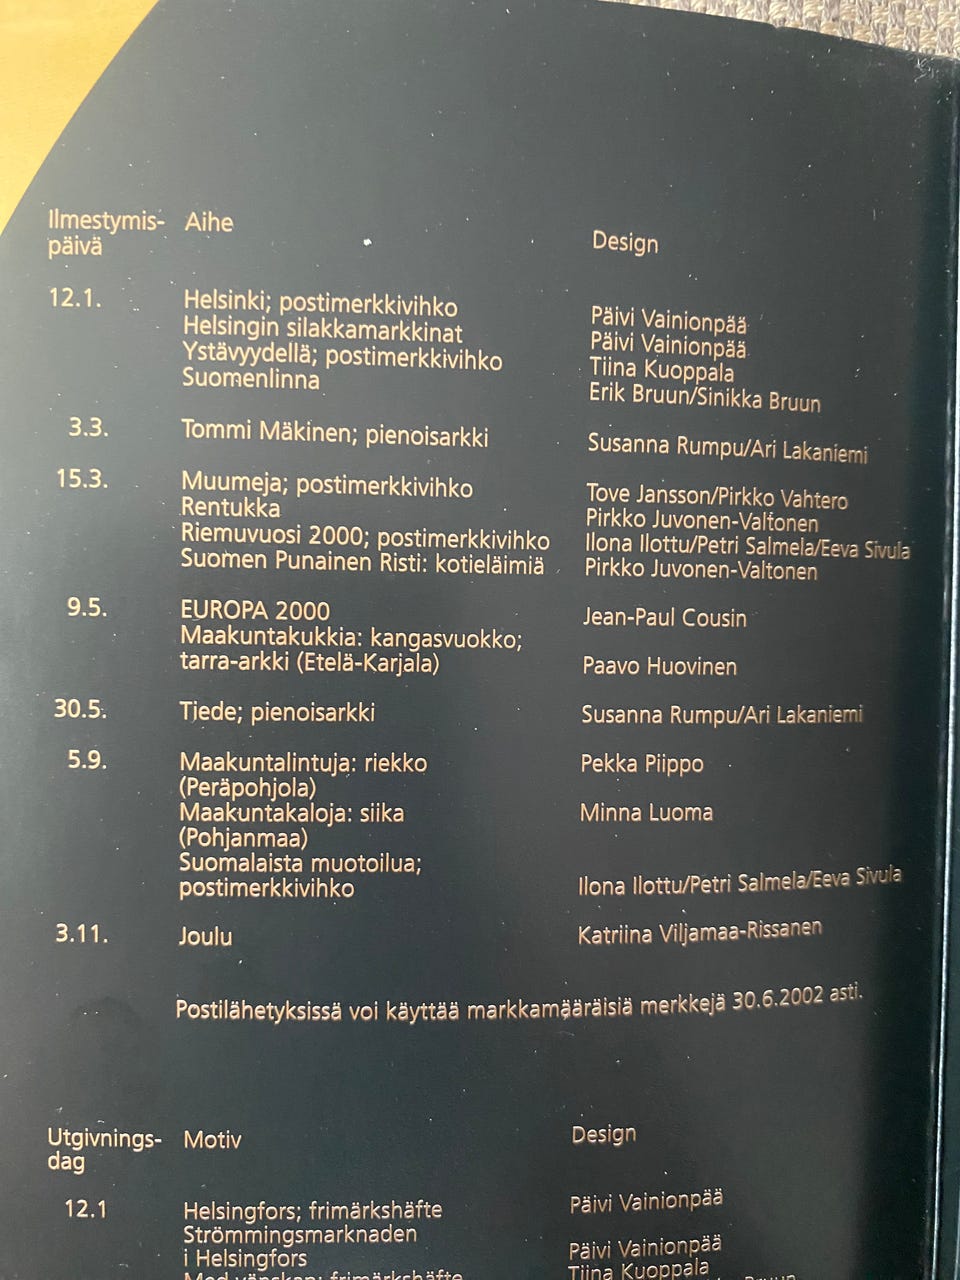 Ilmestymis- Aihe Design
päivä
12.1. Helsinki; postimerkkivihko Päivi Vainionpää
Helsingin silakkamarkkinat Päivi Vainionpää
Ystävyydellä; postimerkkivihko Tiina Kuoppala
Suomenlinna Erik Bruun/Sinikka Bruun
3.3. Tommi Mäkinen; pienoisarkki Susanna Rumpu/Ari Lakaniemi
15.3. Muumeja; postimerkkivihko Tove Jansson/Pirkko Vahtero
Rentukka Pirkko Juvonen-Valtonen
Riemuvuosi 2000; postimerkkivihko Ilona Ilottu/Petri Salmela/Eeva Sivula
Suomen Punainen Risti: kotieläimiä Pirkko Juvonen-Valtonen
9.5. EUROPA 2000 Jean-Paul Cousin
Maakuntakukkia: kangasvuokko;
tarra-arkki (Etelä-Karjala) Paavo Huovinen
30.5. Tiede; pienoisarkki Susanna Rumpu/Ari Lakaniemi
5.9. Maakuntalintuja: riekko Pekka Piippo
(Peräpohjola)
Maakuntakaloja: siika Minna Luoma
(Pohjanmaa)
Suomalaista muotoilua;
postimerkkivihko Ilona Ilottu/Petri Salmela/Eeva Sivula
3.11. Joulu Katriina Viljamaa-Rissanen
Postilähetyksissä voi käyttää markkamääräisiä merkkejä 30.6.2002 asti.
Utgivnings- Motiv Design
dag
12.1 Helsingfors; frimärkshäfte Päivi Vainionpää
Strömmingsmarknaden
i Helsingfors Päivi Vainionpää
Med vänskap; frimärkshäfte Tiina Kuoppala
Bruun